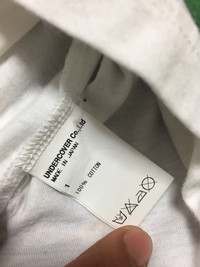 UNDERCOVER Co.,Ltd
MADE IN JAPAN
1
100% COTTON